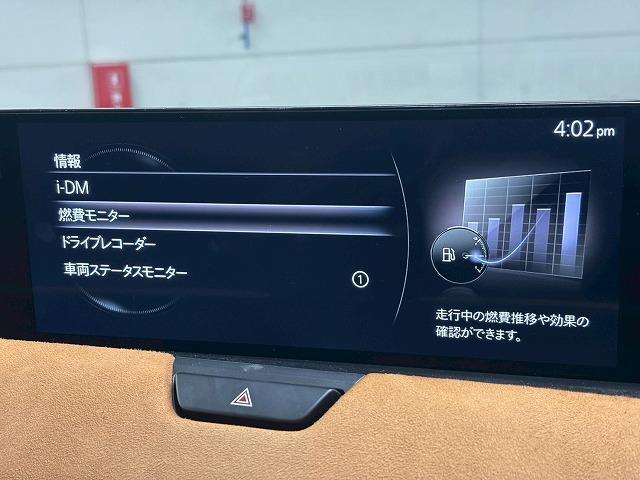 4:02 pm
情報
i-DM
燃費モニター
ドライブレコーダー
車両ステータスモニター
①
走行中の燃費推移や効果の
確認ができます。